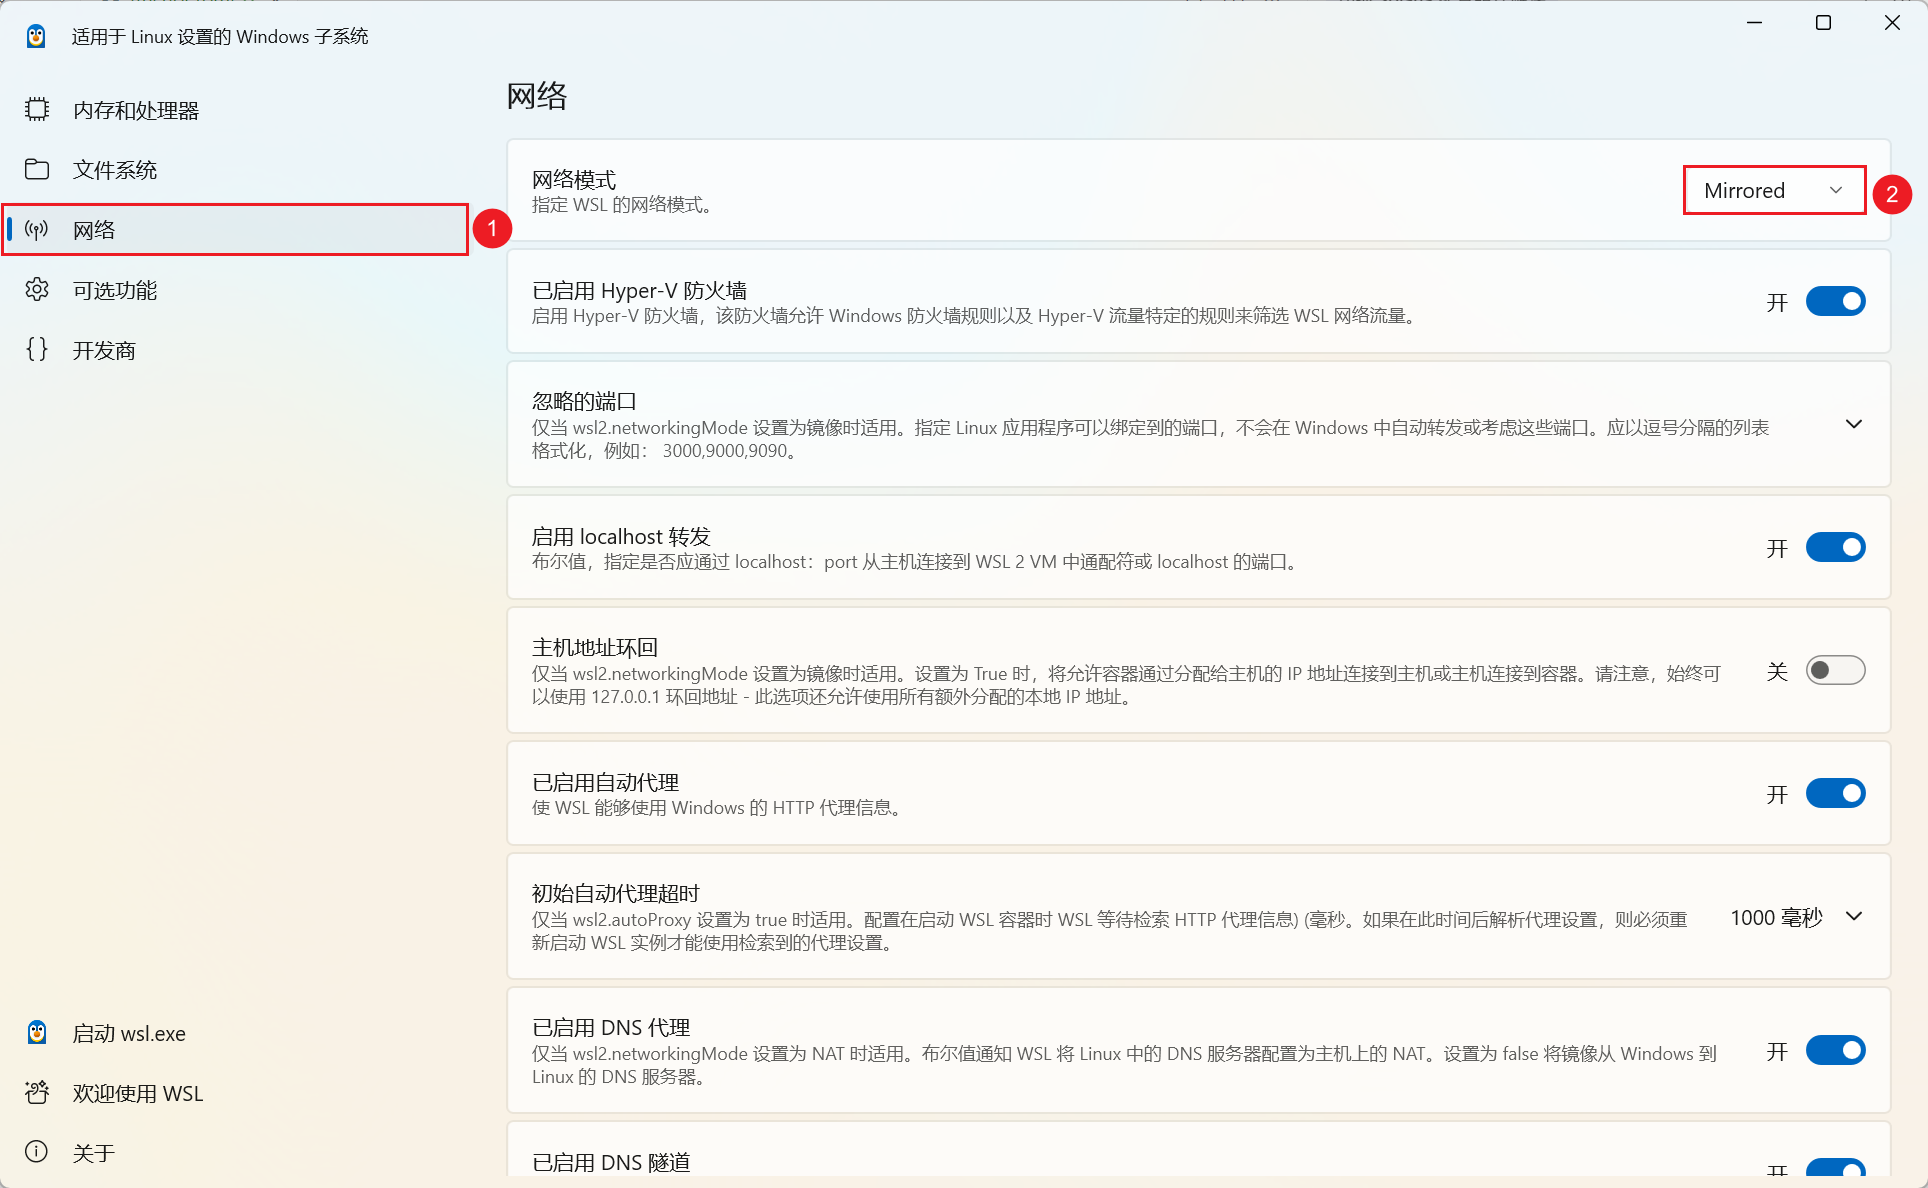 适用于 Linux 设置的 Windows 子系统
内存和处理器
文件系统
网络
1
可选功能
{} 开发商
启动 wsl.exe
欢迎使用 WSL
关于
网络
网络模式
指定 WSL 的网络模式。
Mirrored
2
已启用 Hyper-V 防火墙
启用 Hyper-V 防火墙，该防火墙允许 Windows 防火墙规则以及 Hyper-V 流量特定的规则来筛选 WSL 网络流量。
开
忽略的端口
仅当 wsl2.networkingMode 设置为镜像时适用。指定 Linux 应用程序可以绑定到的端口，不会在 Windows 中自动转发或考虑这些端口。应以逗号分隔的列表
格式化，例如： 3000,9000,9090。
启用 localhost 转发
布尔值，指定是否应通过 localhost：port 从主机连接到 WSL 2 VM 中通配符或 localhost 的端口。
开
主机地址环回
仅当 wsl2.networkingMode 设置为镜像时适用。设置为 True 时，将允许容器通过分配给主机的 IP 地址连接到主机或主机连接到容器。请注意，始终可
以使用 127.0.0.1 环回地址 - 此选项还允许使用所有额外分配的本地 IP 地址。
关
已启用自动代理
使 WSL 能够使用 Windows 的 HTTP 代理信息。
开
初始自动代理超时
仅当 wsl2.autoProxy 设置为 true 时适用。配置在启动 WSL 容器时 WSL 等待检索 HTTP 代理信息) (毫秒。如果在此时间后解析代理设置，则必须重
新启动 WSL 实例才能使用检索到的代理设置。
1000 毫秒
已启用 DNS 代理
仅当 wsl2.networkingMode 设置为 NAT 时适用。布尔值通知 WSL 将 Linux 中的 DNS 服务器配置为主机上的 NAT。设置为 false 将镜像从 Windows 到
Linux 的 DNS 服务器。
开
已启用 DNS 隧道
开